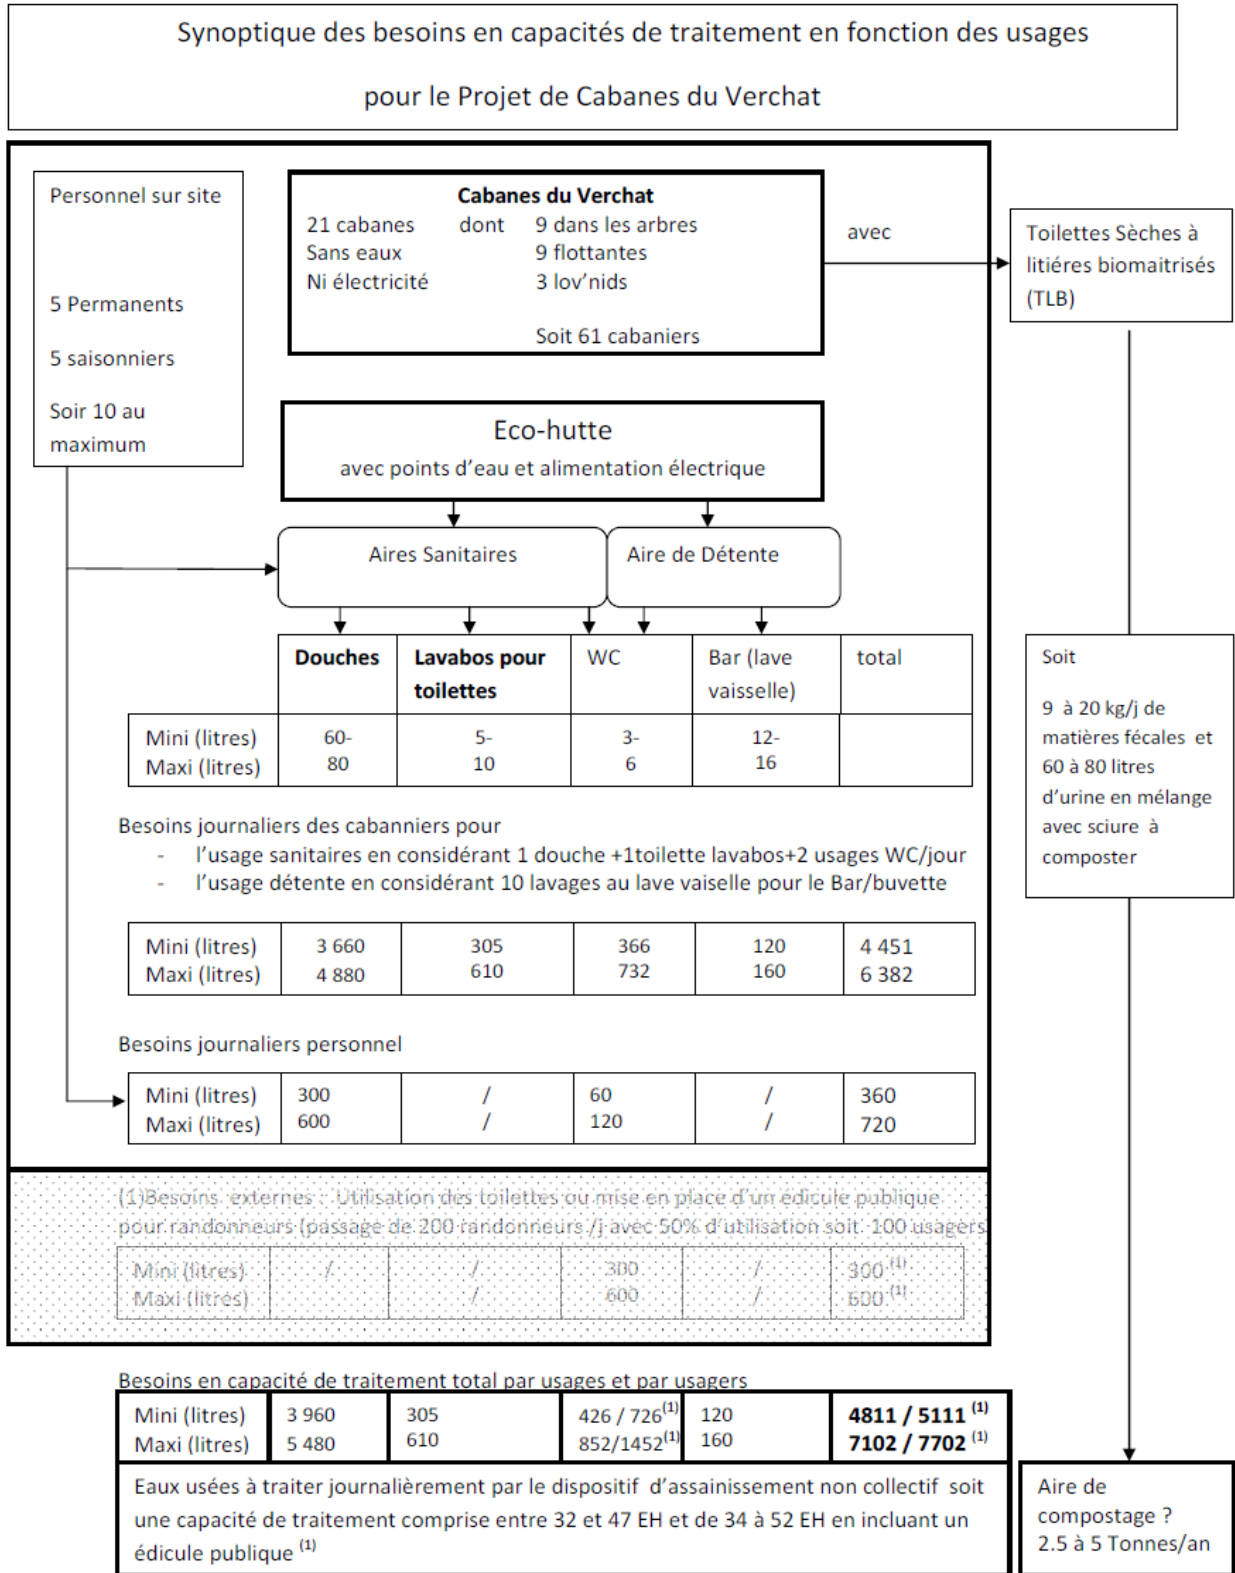 Synoptique des besoins en capacités de traitement en fonction des usages
pour le Projet de Cabanes du Verchat
Personnel sur site
5 Permanents
5 saisonniers
Soir 10 au
maximum
Cabanes du Verchat
21 cabanes dont 9 dans les arbres
Sans eaux 9 flottantes
Ni électricité 3 lov'nids
Soit 61 cabaniers
avec
Toilettes Sèches à
litiéres biomaitrisés
(TLB)
Eco-hutte
avec points d'eau et alimentation électrique
Aires Sanitaires
Aire de Détente
Douches Lavabos pour WC Bar (lave total
toilettes vaisselle)
Mini (litres) 60- 5- 3- 12-
Maxi (litres) 80 10 6 16
Soit
9 à 20 kg/j de
matières fécales et
60 à 80 litres
d'urine en mélange
avec sciure à
composter
Besoins journaliers des cabanniers pour
- l'usage sanitaires en considérant 1 douche +1toilette lavabos+2 usages WC/jour
- l'usage détente en considérant 10 lavages au lave vaiselle pour le Bar/buvette
Mini (litres) 3 660 305 366 120 4 451
Maxi (litres) 4 880 610 732 160 6 382
Besoins journaliers personnel
Mini (litres) 300 / 60 / 360
Maxi (litres) 600 / 120 / 720
(1)Besoins externes : Utilisation des toilettes ou mise en place d'un édicule publique
pour randonneurs (passage de 200 randonneurs /j avec 50% d'utilisation soit 100 usagers
Mini (litres) / / 300 / 300 (1)
Maxi (litres) / 600 / 600 (1)
Besoins en capacité de traitement total par usages et par usagers
Mini (litres) 3 960 305 426 / 726(1) 120 4811 / 5111 (1)
Maxi (litres) 5 480 610 852/1452(1) 160 7102 / 7702 (1)
Eaux usées à traiter journalièrement par le dispositif d'assainissement non collectif soit
une capacité de traitement comprise entre 32 et 47 EH et de 34 à 52 EH en incluant un
édicule publique (1)
Aire de
compostage ?
2.5 à 5 Tonnes/an